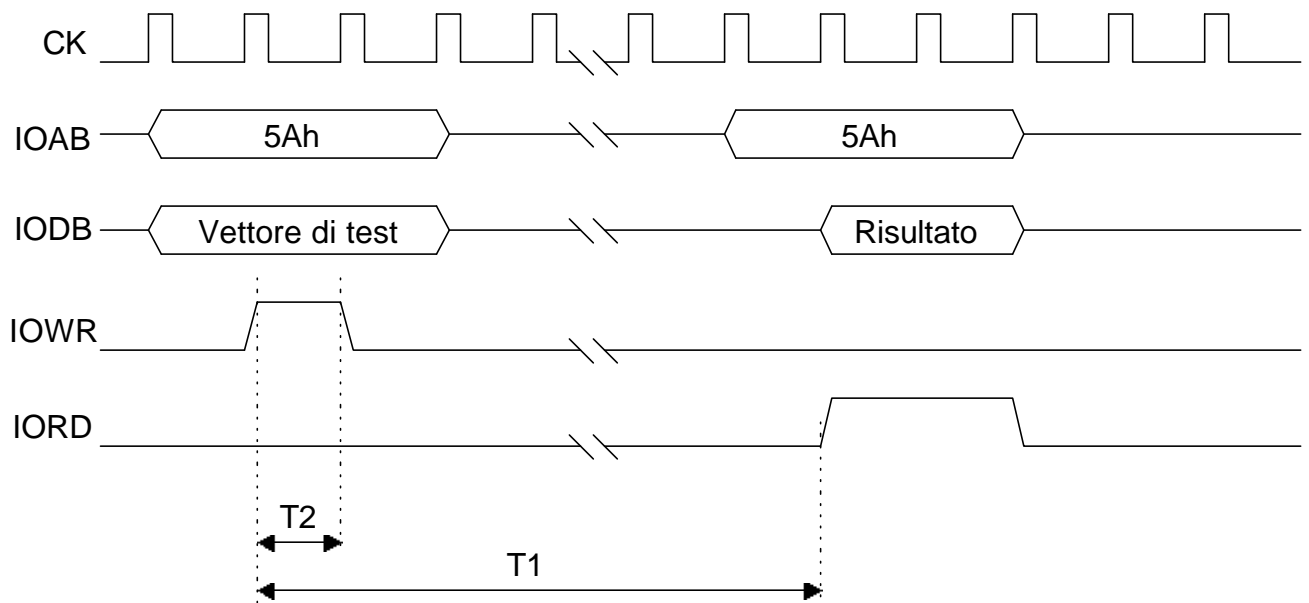 CK
IOAB
5Ah
5Ah
IODB
Vettore di test
Risultato
IOWR
IORD
T2
T1